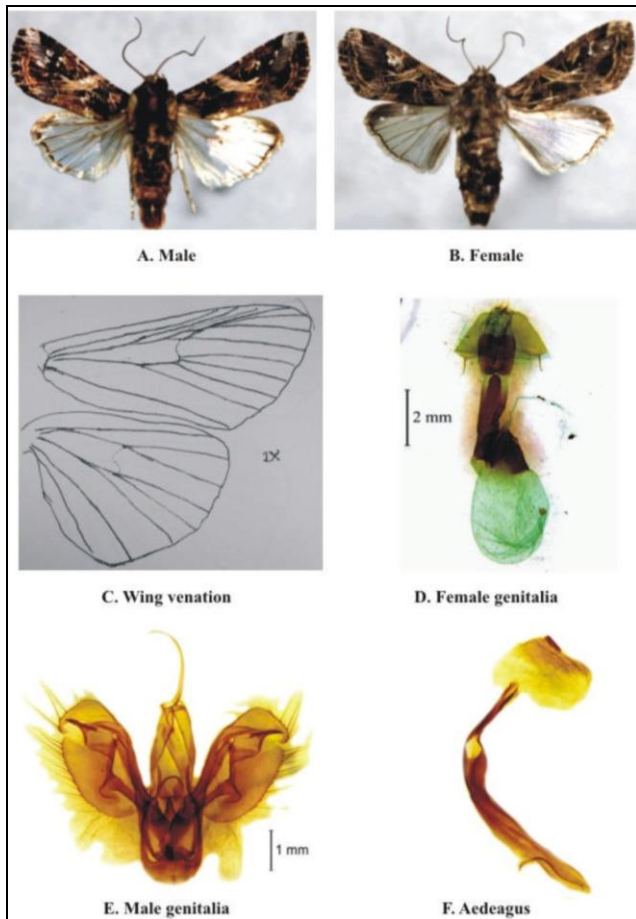 A. Male
B. Female
1X
2 mm
C. Wing venation
D. Female genitalia
1 mm
E. Male genitalia
F. Aedeagus